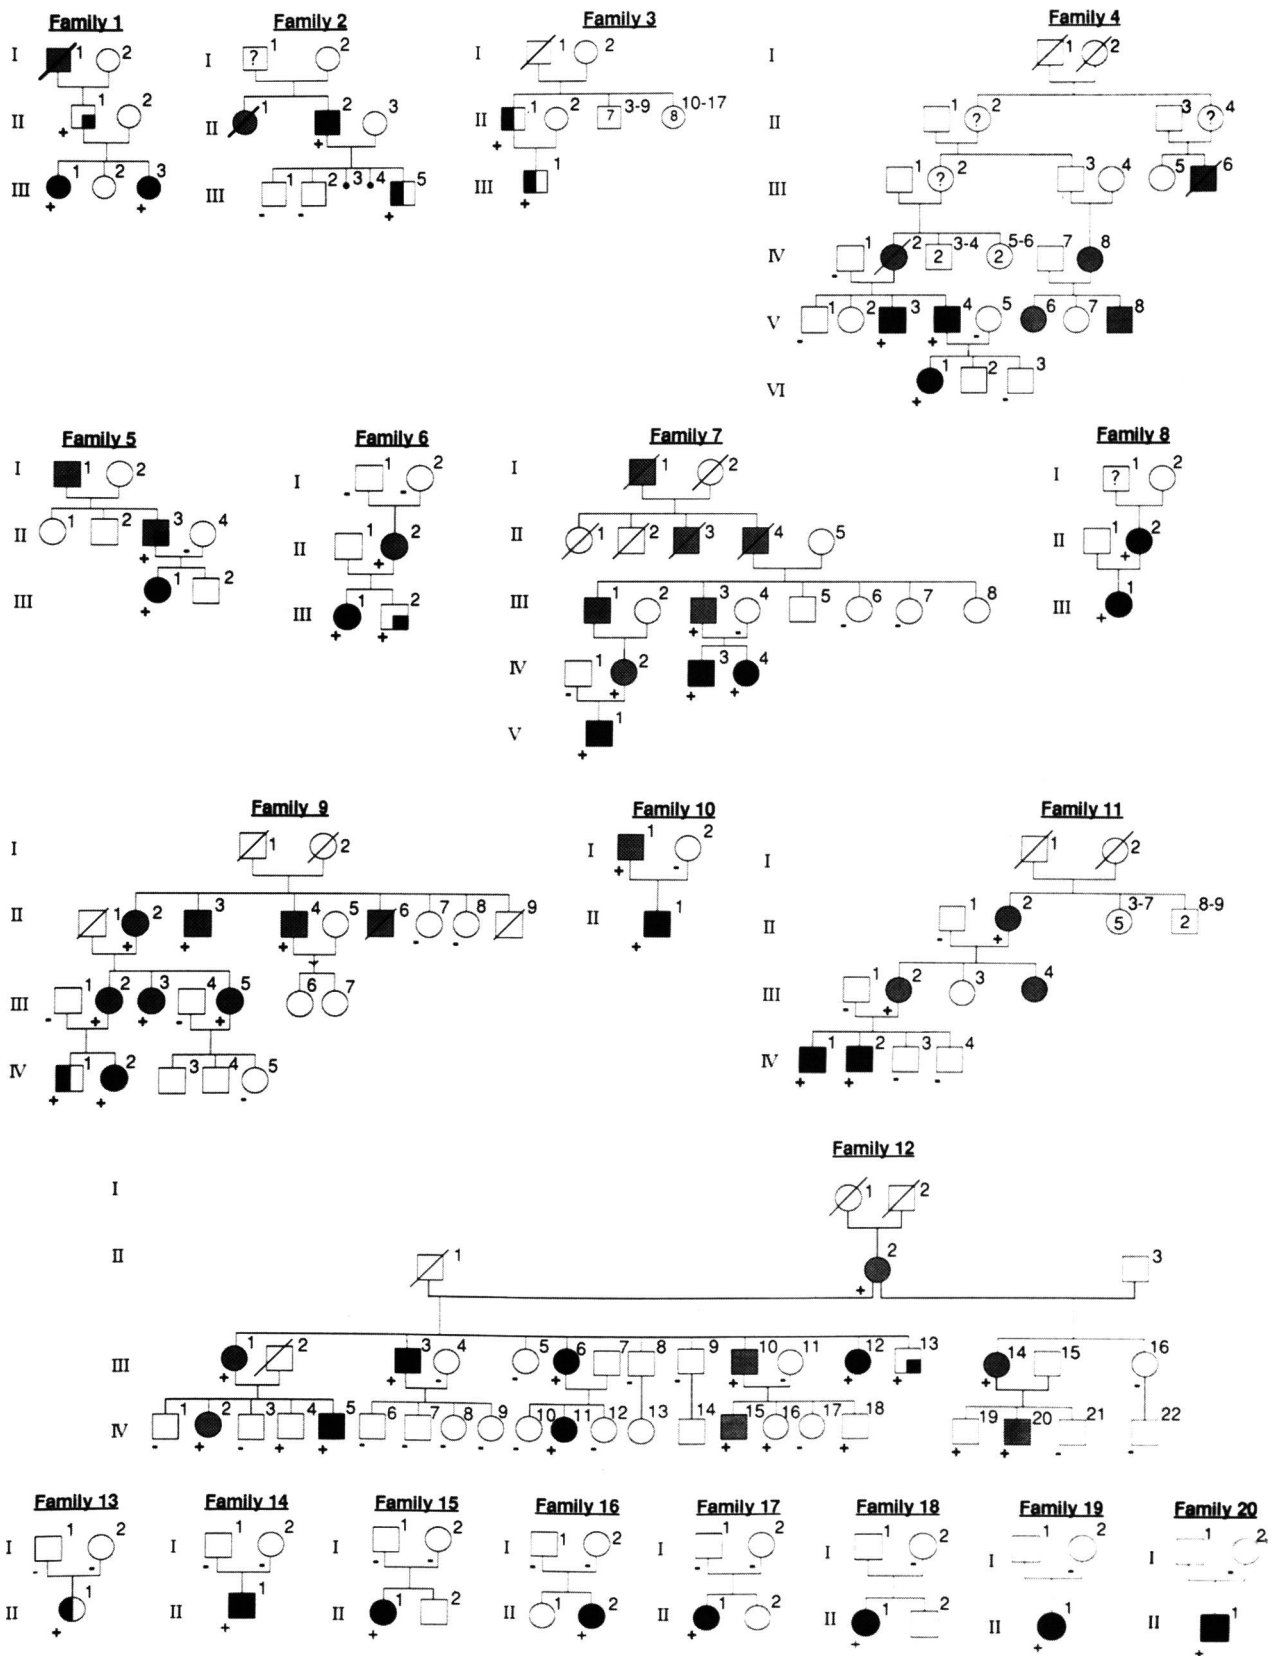 Family 1 Family 2 Family 3 Family 4
I 1 2 I ? 1 2 I 1 2 I 1 2
II 1 2 + II 1 2 3 + II 1 2 7 3-9 8 10-17 + II 1 ? 2 3 ? 4
III 1 2 3 + + III 1 2 3 4 5 - - + III 1 + III 1 ? 2 3 4 5 6
IV 1 2 2 3-4 2 5-6 7 8 -
V 1 2 3 4 5 6 7 8 - + + -
VI 1 2 3 + -
Family 5 Family 6 Family 7 Family 8
I 1 2 I 1 2 - - I 1 2 I ? 1 2
II 1 2 3 4 + - II 1 2 + II 1 2 3 4 5 II 1 2 +
III 1 2 + III 1 2 + + III 1 2 3 4 5 6 7 8 + - - - III 1 +
IV 1 2 3 4 - + + +
V 1 +
Family 9 Family 10 Family 11
I 1 2 I 1 2 + - I 1 2
II 1 2 3 4 5 6 7 8 9 + + + - - II 1 + II 1 2 5 3-7 2 8-9 - +
III 1 2 3 4 5 6 7 - + + - + III 1 2 3 4 - +
IV 1 2 3 4 5 + + - IV 1 2 3 4 + + - -
Family 12
I 1 2
II 1 2 3 +
III 1 2 3 4 5 6 7 8 9 10 11 12 13 14 15 16 + + - - + - - + - + + + -
IV 1 2 3 4 5 6 7 8 9 10 11 12 13 14 15 16 17 18 19 20 21 22 - + - + + - - - - + - + + - + + + - -
Family 13 Family 14 Family 15 Family 16 Family 17 Family 18 Family 19 Family 20
I 1 2 - - I 1 2 - - I 1 2 - - I 1 2 - - I 1 2 - - I 1 2 - - I 1 2 - I 1 2 -
II 1 + II 1 + II 1 2 + II 1 2 + II 1 2 + II 1 2 + II 1 + II 1 +